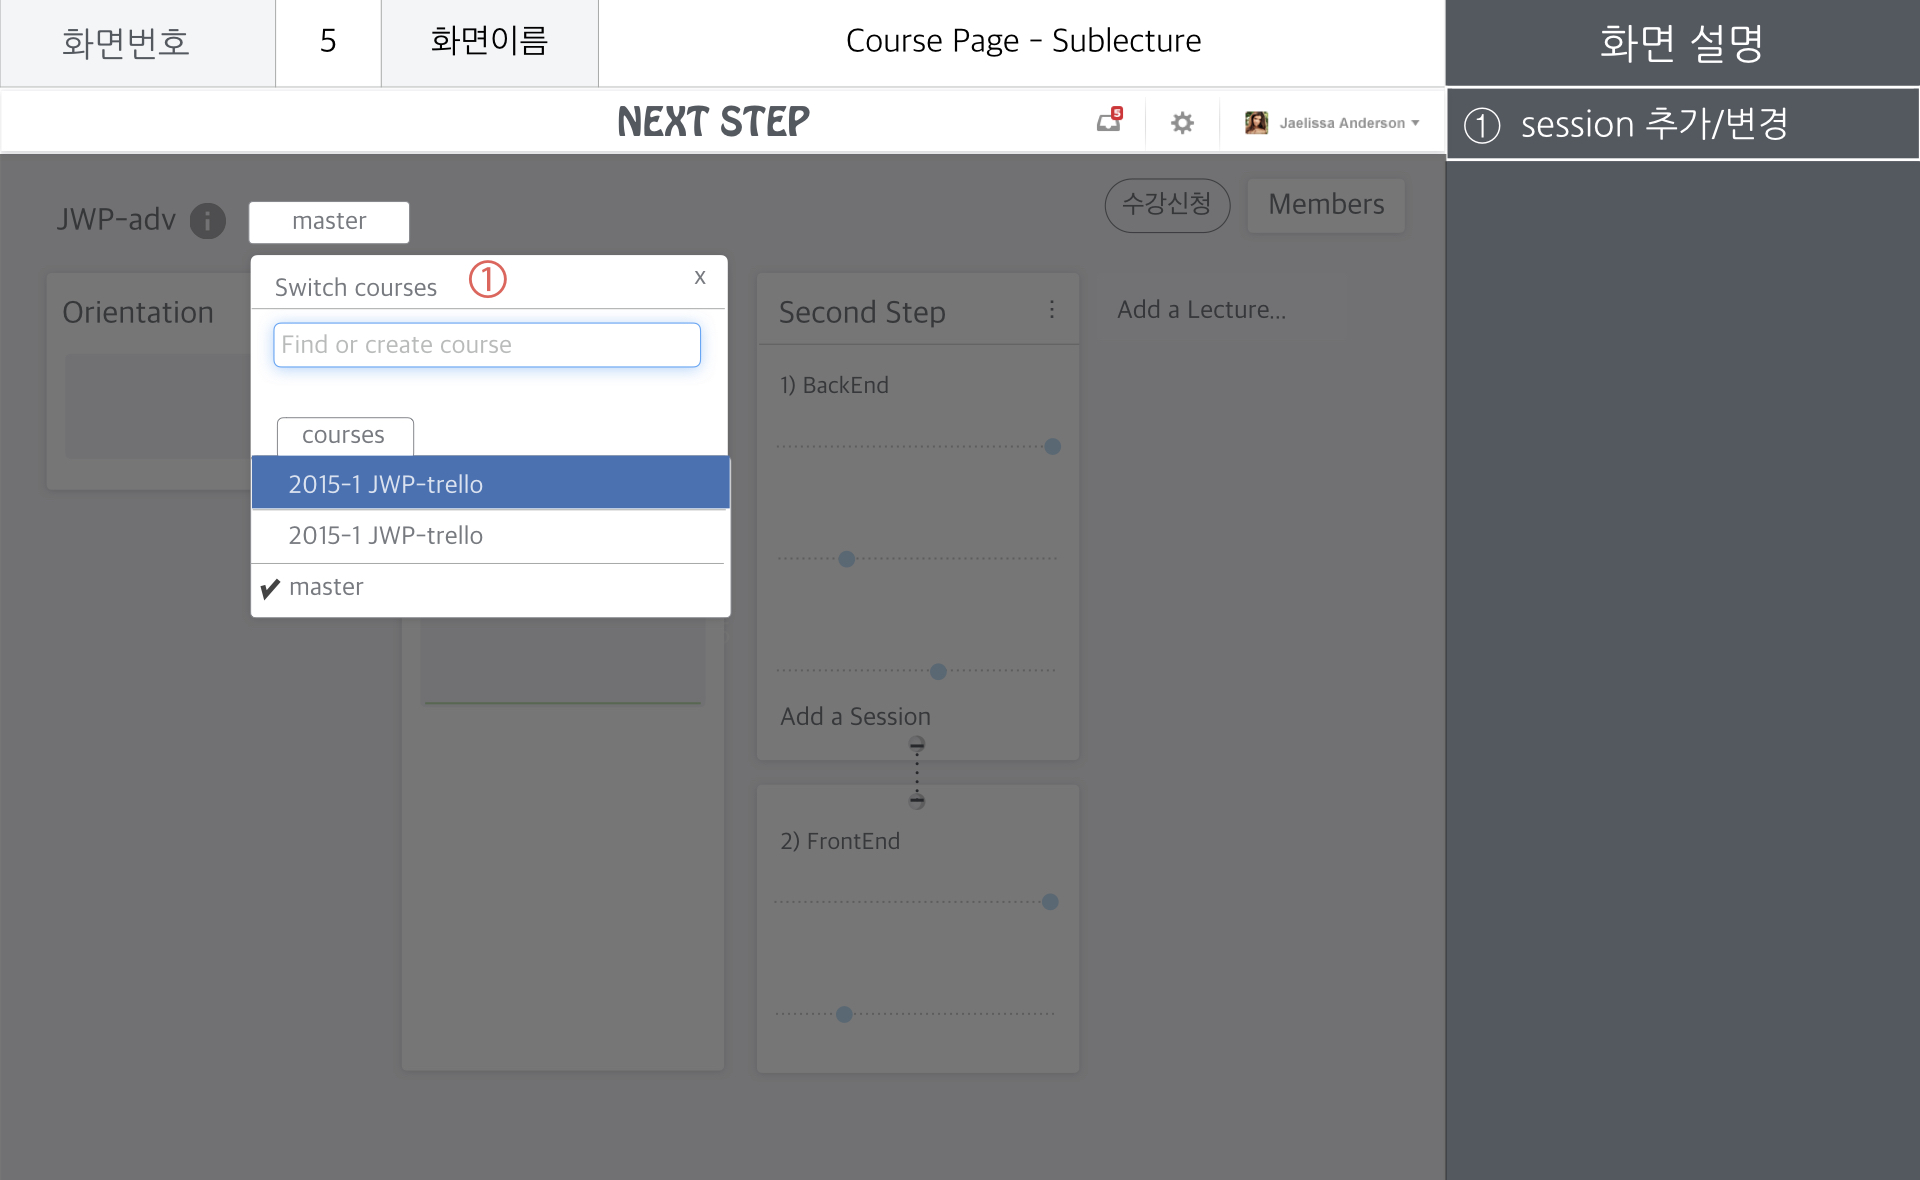 화면번호
5
화면이름
Course Page - Sublecture
화면 설명
NEXT STEP
5
Jaelissa Anderson
① session 추가/변경
JWP-adv
i
master
수강신청
Members
Switch courses
①
x
Find or create course
courses
2015-1 JWP-trello
2015-1 JWP-trello
✔ master
Orientation
Second Step
1) BackEnd
Add a Session
2) FrontEnd
Add a Lecture...